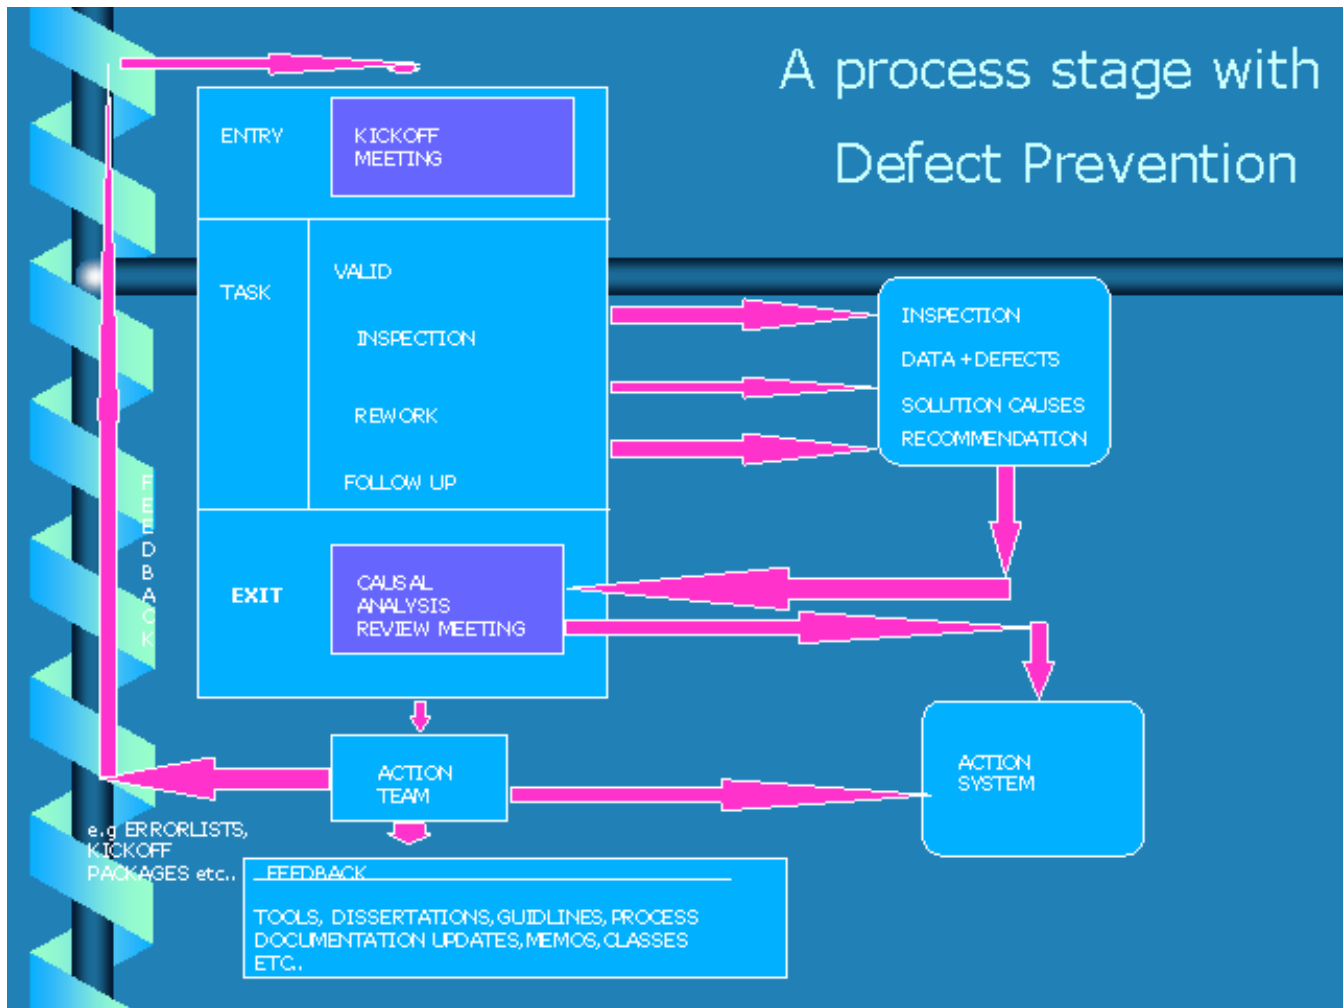 A process stage with
Defect Prevention
ENTRY
KICKOFF
MEETING
TASK
VALID
INSPECTION
REWORK
FOLLOW UP
INSPECTION
DATA + DEFECTS
SOLUTION CAUSES
RECOMMENDATION
EXIT
CAUSAL
ANALYSIS
REVIEW MEETING
FEEDBACK
ACTION
TEAM
ACTION
SYSTEM
e.g ERRORLISTS,
KICKOFF
PACKAGES etc..
FEEDBACK
TOOLS, DISSERTATIONS, GUIDLINES, PROCESS
DOCUMENTATION UPDATES, MEMOS, CLASSES
ETC..